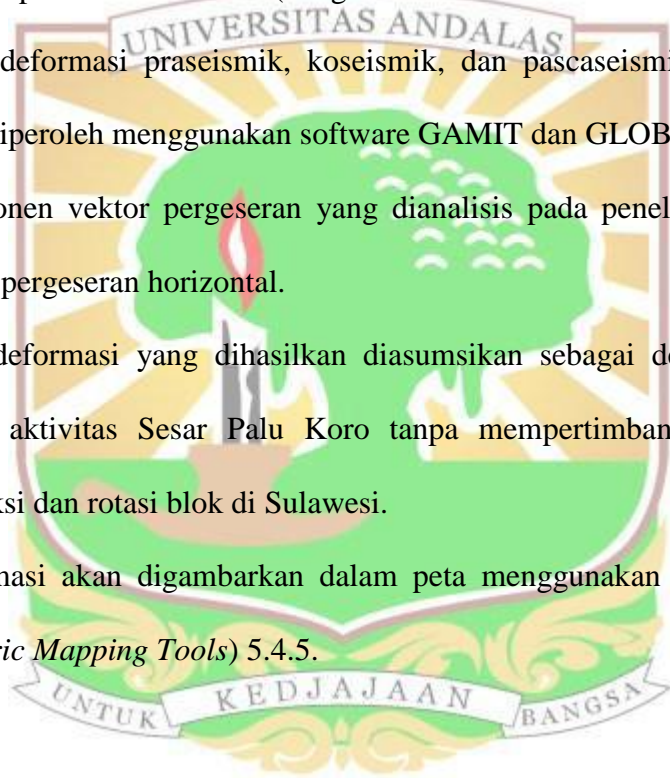 UNIVERSITAS ANDALAS
deformasi praseismik, koseismik, dan pascaseismi
iperoleh menggunakan software GAMIT dan GLOB
onen vektor pergeseran yang dianalisis pada penel
pergeseran horizontal.
deformasi yang dihasilkan diasumsikan sebagai de
aktivitas Sesar Palu Koro tanpa mempertimban
ksi dan rotasi blok di Sulawesi.
nasi akan digambarkan dalam peta menggunakan
ric Mapping Tools) 5.4.5.
UNTUK KEDJAJAAN BANGSA